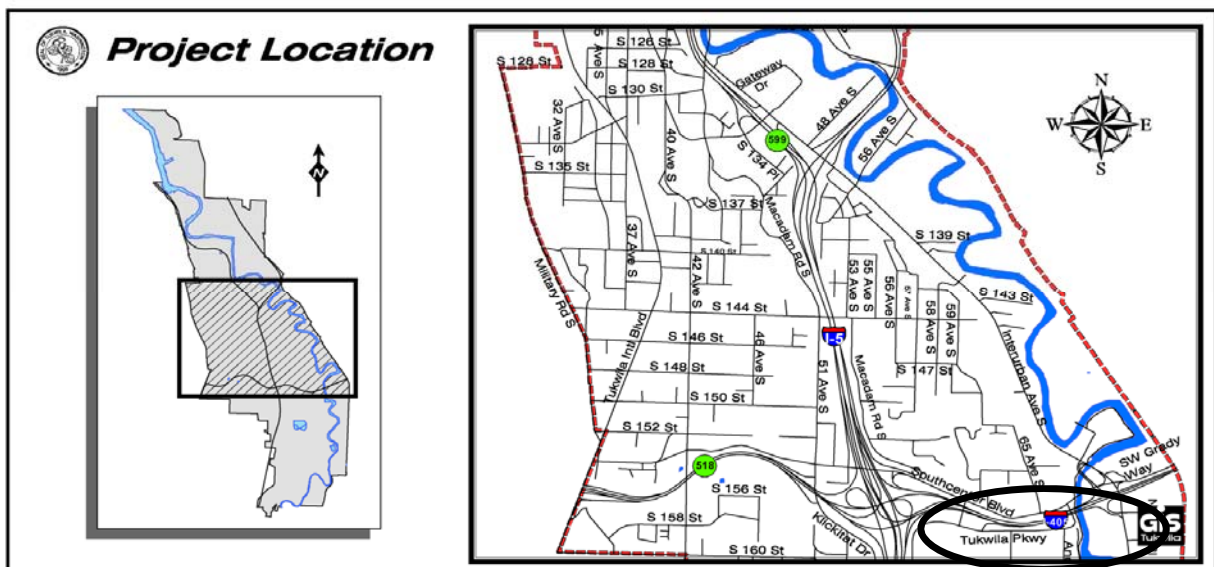 Project Location
N
N
W
E
S
S 126 St
S 128 St
S 128 St
S 130 St
Gateway
Dr
48 Ave S
56 Ave S
32 Ave S
40 Ave S
599
S 134 Pl
S 135 St
S 137 St
Macadam Rd S
37 Ave S
S 139 St
S 140 St
42 Ave S
Military Rd S
53 Ave S
55 Ave S
56 Ave S
57 Ave S
58 Ave S
59 Ave S
S 143 St
S 144 St
Tukwila Intl Blvd
S 146 St
46 Ave S
I-5
Interurban Ave S
S 147 St
S 148 St
51 Ave S
Macadam Rd S
S 150 St
S 152 St
65 Ave S
SW Grady
Way
518
Southcenter Blvd
S 156 St
S 158 St
Klickitat Dr
-405
Tukwila Pkwy
S 160 St
GIS
Tukwila